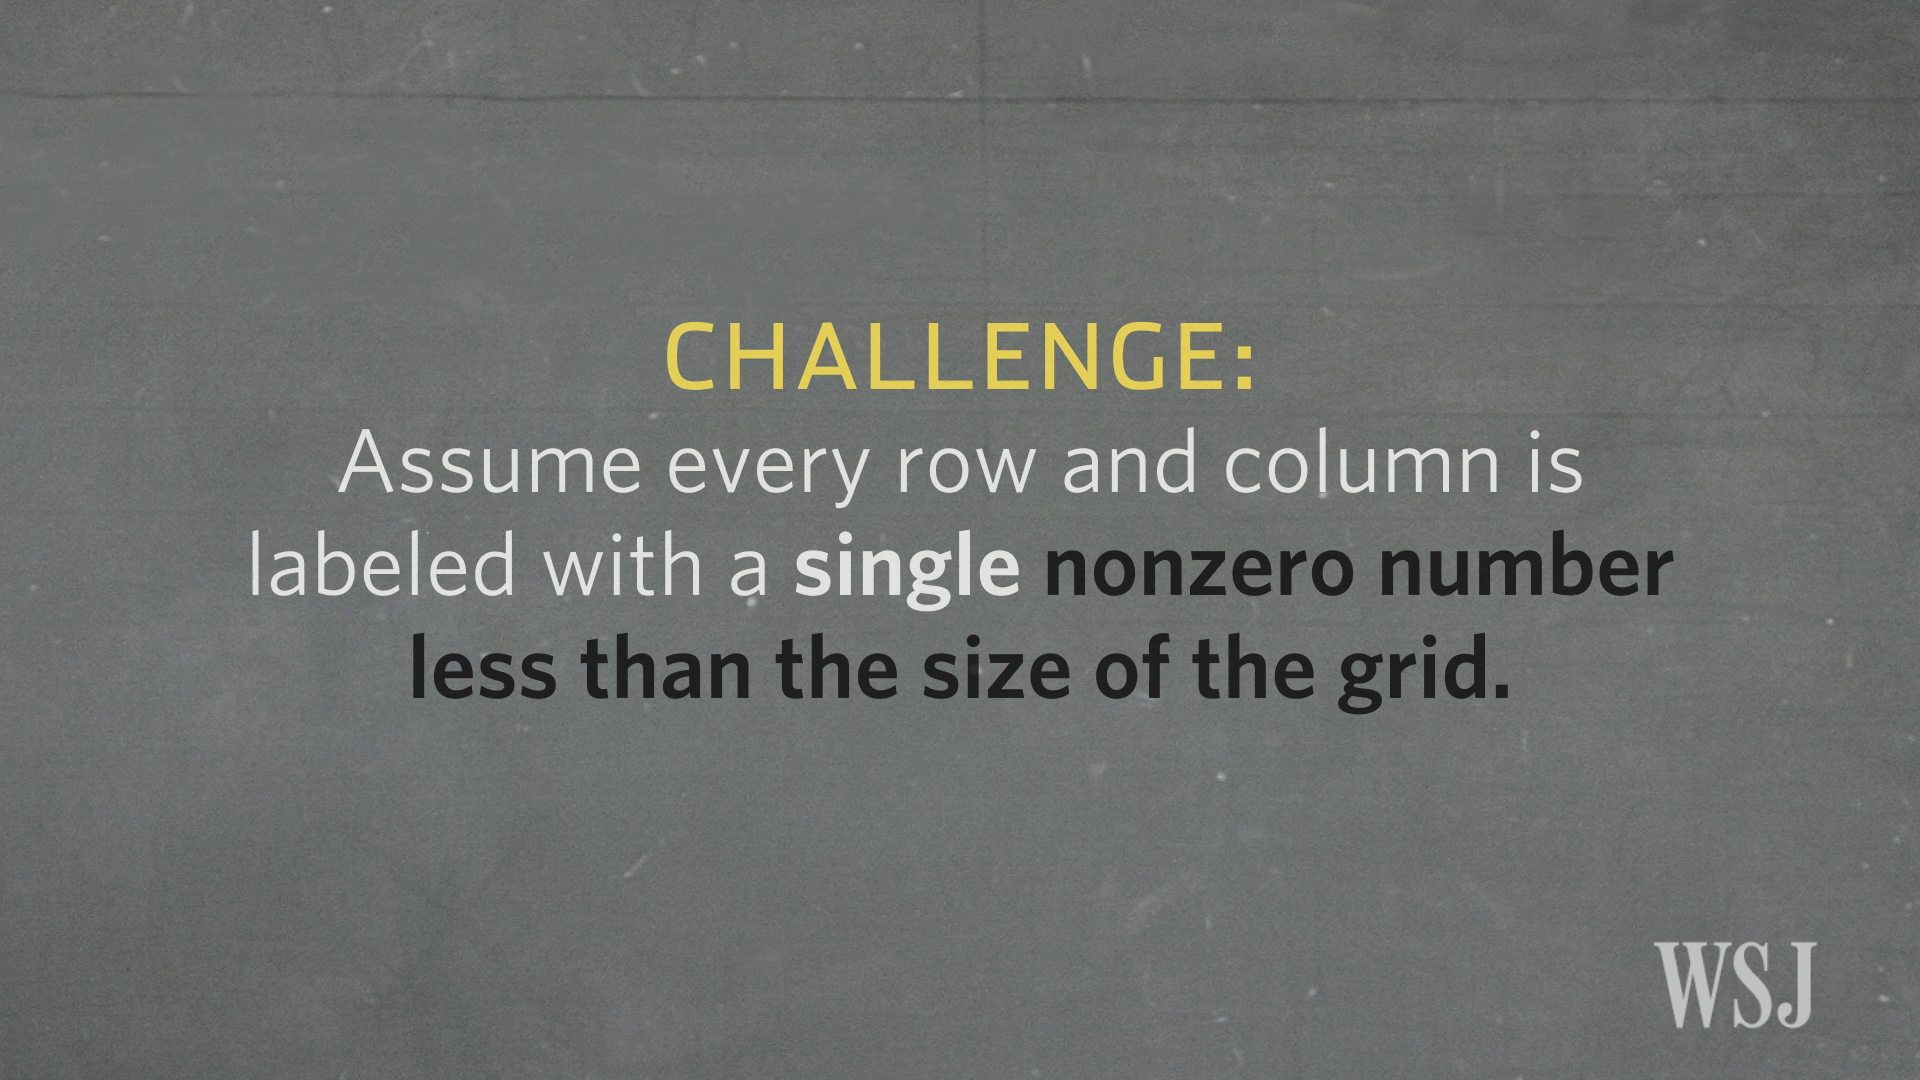 CHALLENGE:
Assume every row and column is
labeled with a single nonzero number
less than the size of the grid.
WSJ